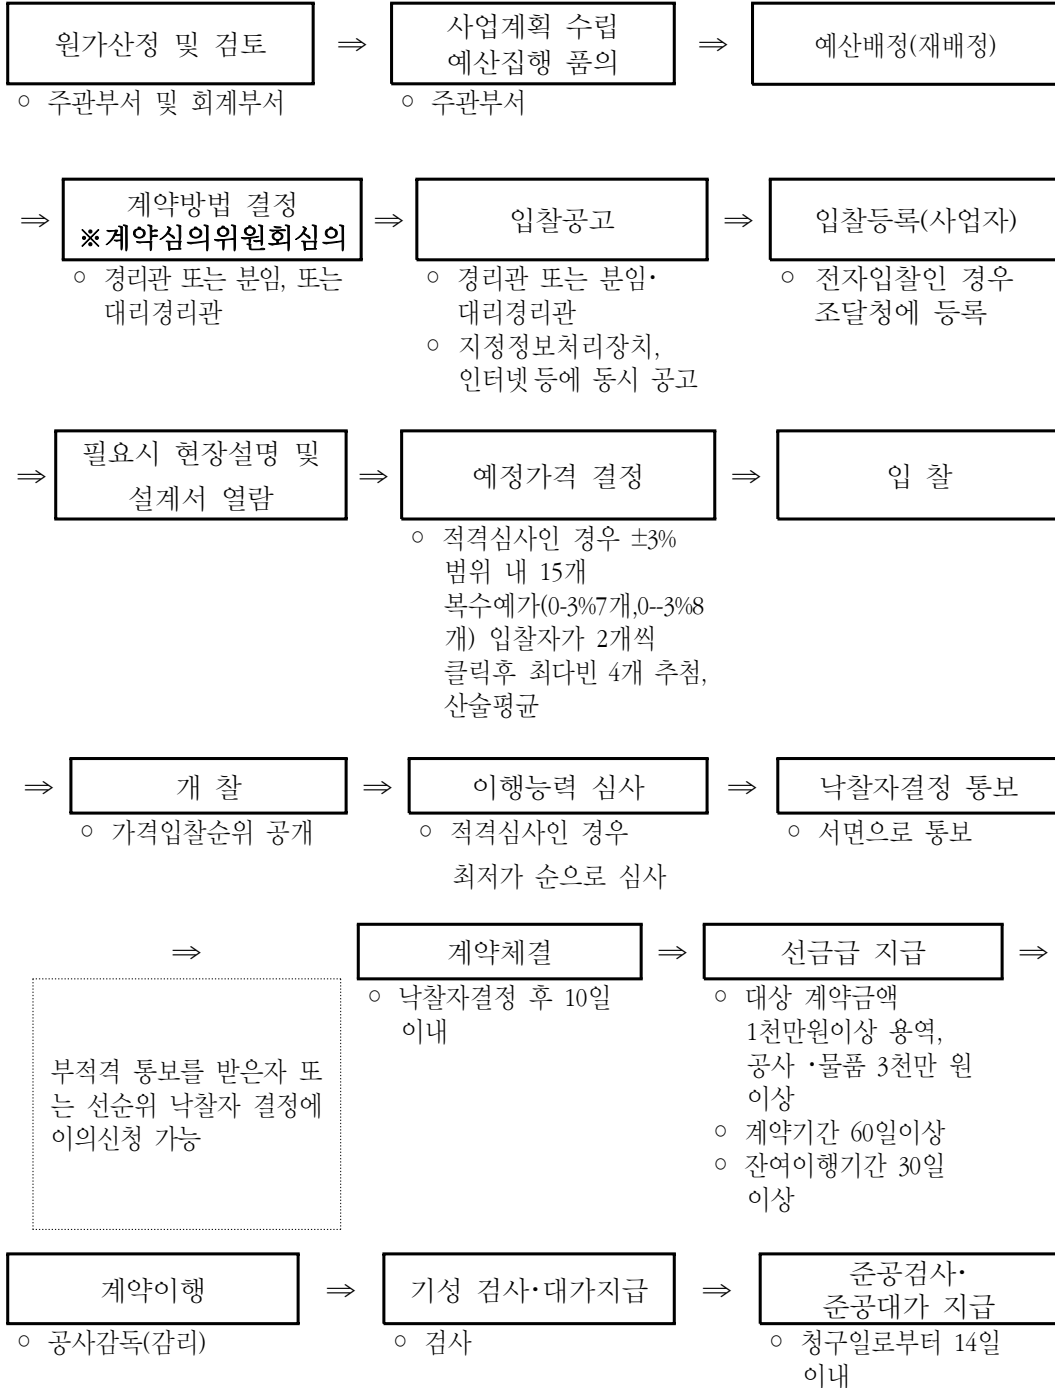 원가산정 및 검토
⇒
사업계획 수립
예산집행 품의
⇒
예산배정(재배정)
○ 주관부서 및 회계부서
○ 주관부서
⇒
계약방법 결정
※계약심의위원회심의
⇒
입찰공고
⇒
입찰등록(사업자)
○ 경리관 또는 분임, 또는
대리경리관
○ 경리관 또는 분임·
대리경리관
○ 지정정보처리장치,
인터넷 등에 동시 공고
○ 전자입찰인 경우
조달청에 등록
⇒
필요시 현장설명 및
설계서 열람
⇒
예정가격 결정
⇒
입 찰
○ 적격심사인 경우 ±3%
범위 내 15개
복수예가(0-3%7개,0--3%8
개) 입찰자가 2개씩
클릭후 최다빈 4개 추첨,
산술평균
⇒
개 찰
⇒
이행능력 심사
⇒
낙찰자결정 통보
○ 가격입찰순위 공개
○ 적격심사인 경우
최저가 순으로 심사
○ 서면으로 통보
⇒
계약체결
⇒
선금급 지급
⇒
부적격 통보를 받은자 또
는 선순위 낙찰자 결정에
이의신청 가능
○ 낙찰자결정 후 10일
이내
○ 대상 계약금액
1천만원이상 용역,
공사 ·물품 3천만 원
이상
○ 계약기간 60일이상
○ 잔여이행기간 30일
이상
계약이행
⇒
기성 검사·대가지급
⇒
준공검사·
준공대가 지급
○ 공사감독(감리)
○ 검사
○ 청구일로부터 14일
이내